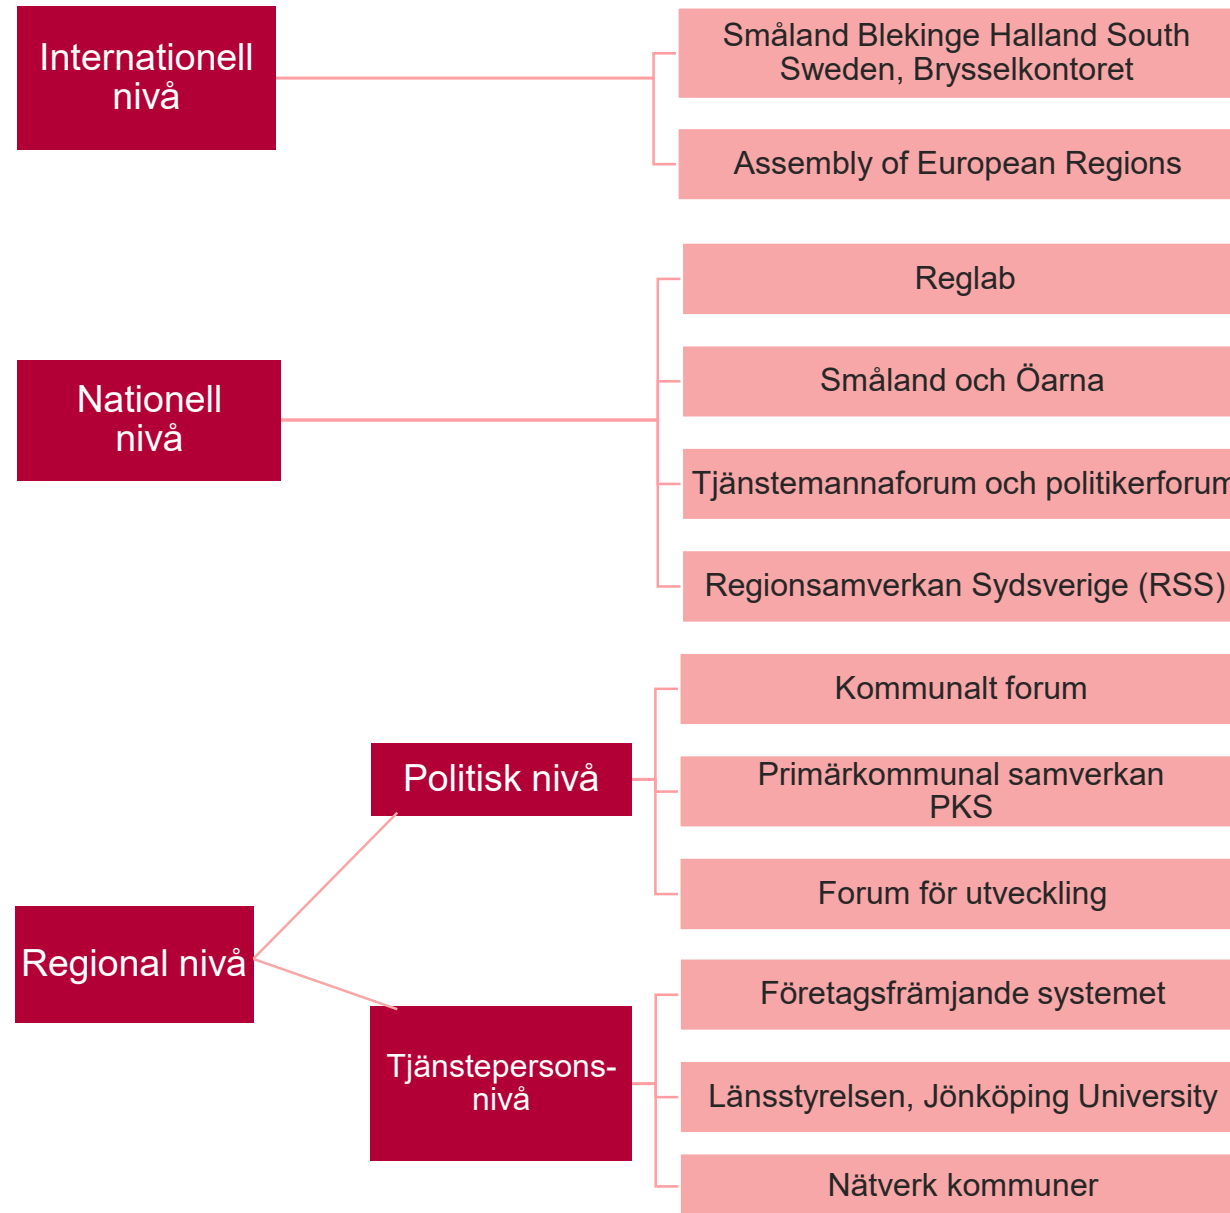 Internationell
nivå
Småland Blekinge Halland South
Sweden, Brysselkontoret
Assembly of European Regions
Nationell
nivå
Reglab
Småland och Öarna
Tjänstemannaforum och politikerforum
Regionsamverkan Sydsverige (RSS)
Regional nivå
Politisk nivå
Kommunalt forum
Primärkommunal samverkan
PKS
Forum för utveckling
Tjänstepersons-
nivå
Företagsfrämjande systemet
Länsstyrelsen, Jönköping University
Nätverk kommuner